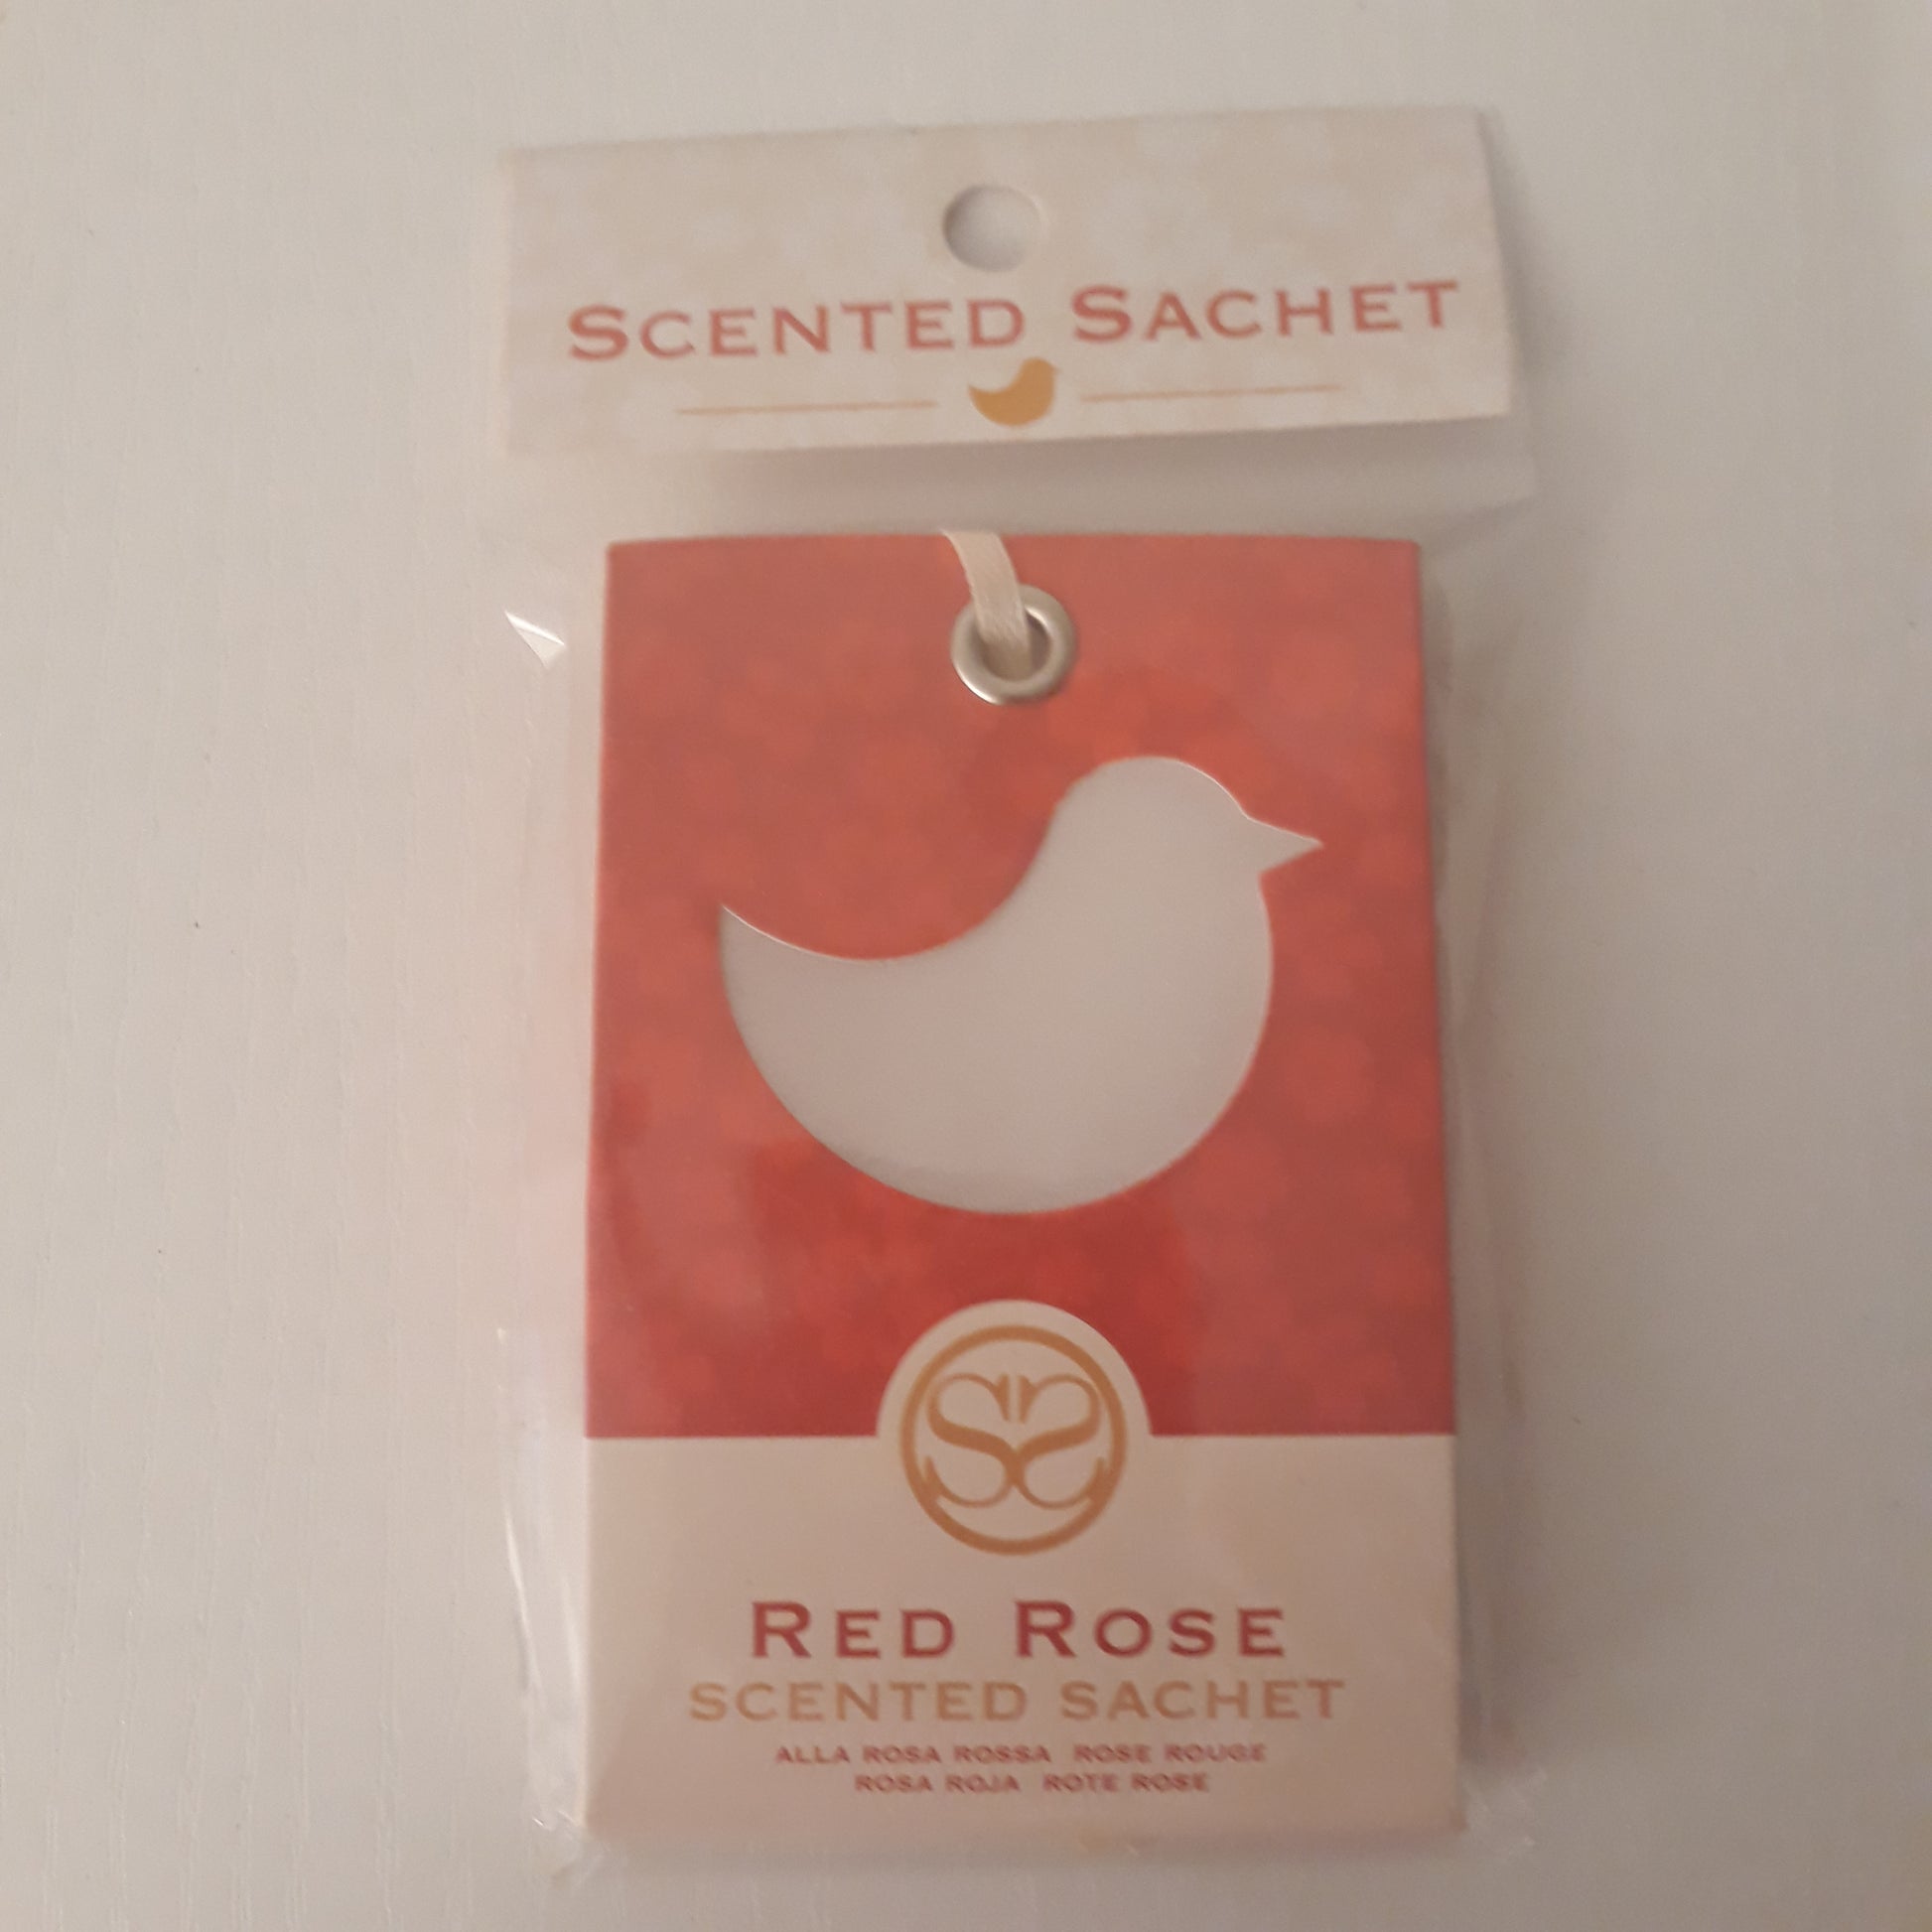 SCENTED SACHET
RED ROSE
SCENTED SACHET
ALLA ROSA ROSSA ROSE ROUGE
ROSA ROJA ROTE ROSE